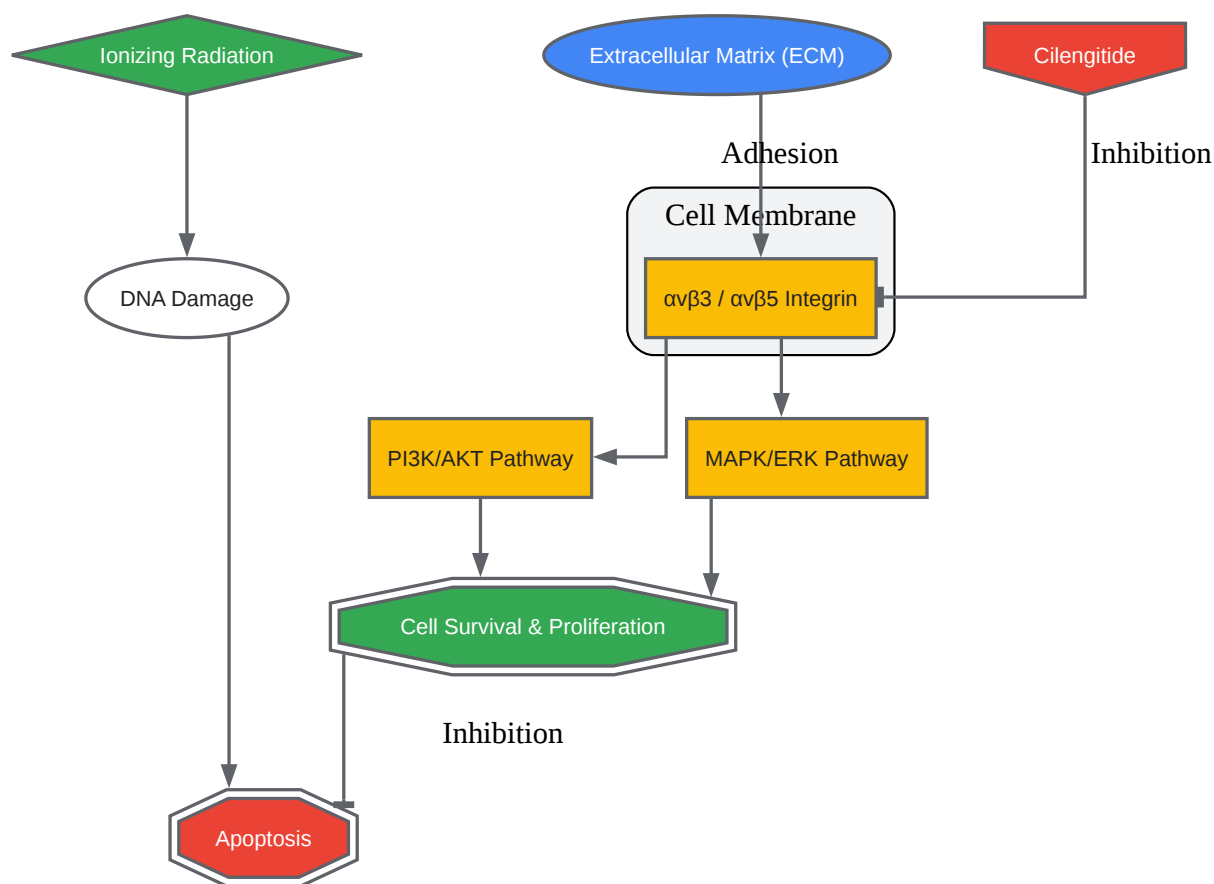 Ionizing Radiation
Extracellular Matrix (ECM)
Cilengitide
Adhesion
Inhibition
Cell Membrane
DNA Damage
αvβ3 / αvβ5 Integrin
PI3K/AKT Pathway
MAPK/ERK Pathway
Cell Survival & Proliferation
Inhibition
Apoptosis